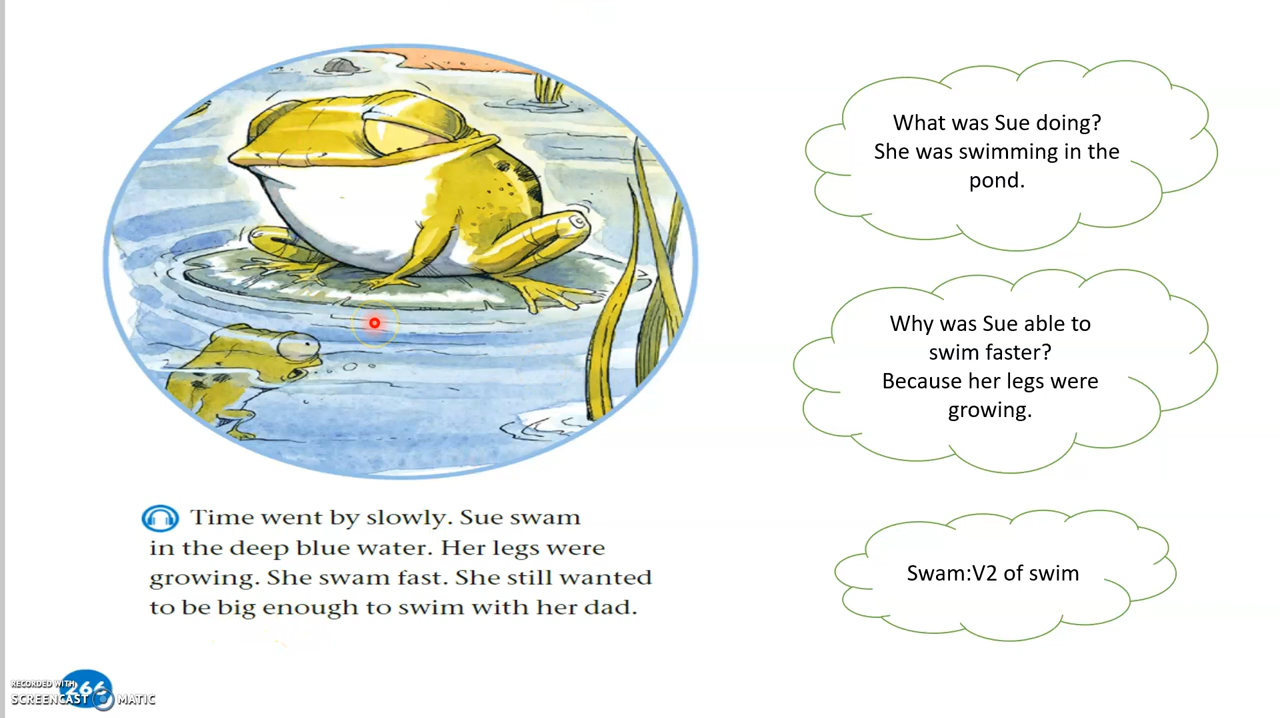 Time went by slowly. Sue swam
in the deep blue water. Her legs were
growing. She swam fast. She still wanted
to be big enough to swim with her dad.
What was Sue doing?
She was swimming in the
pond.
Why was Sue able to
swim faster?
Because her legs were
growing.
Swam:V2 of swim
266
RECORDED WITH
SCREENCAST MATIC